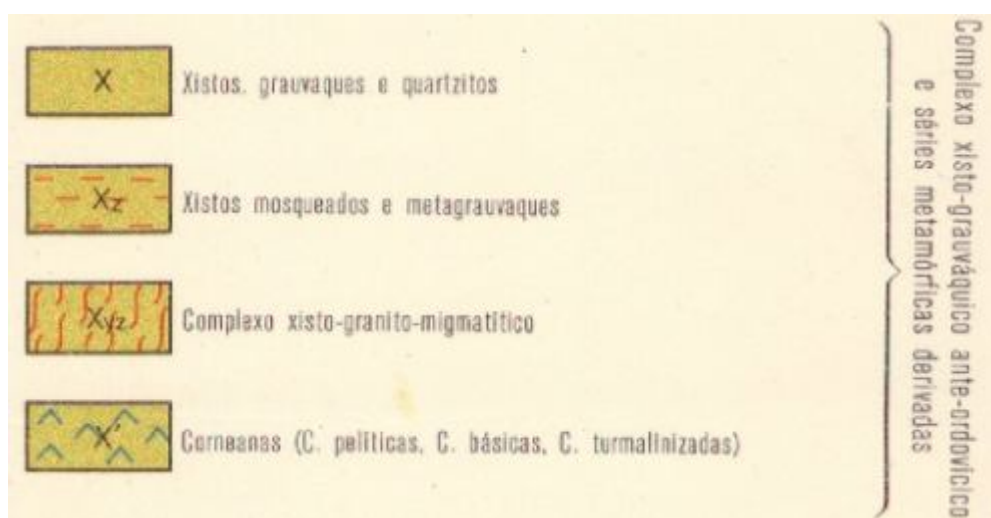 X Xistos, grauvaques e quartzitos
Xz Xistos mosqueados e metagrauvaques
Xγz Complexo xisto-granito-migmatítico
X' Corneanas (C. pelíticas, C. básicas, C. turmalinizadas)
Complexo xisto-grauváquico ante-ordovícico
e séries metamórficas derivadas